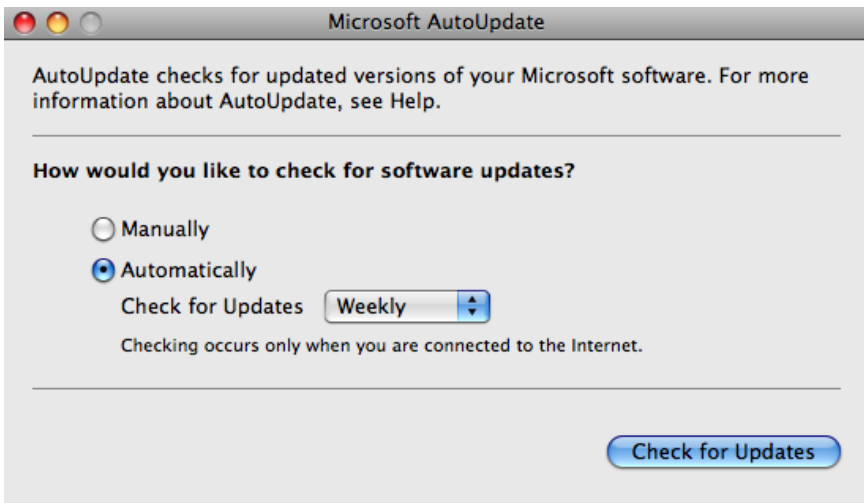 Microsoft AutoUpdate
AutoUpdate checks for updated versions of your Microsoft software. For more
information about AutoUpdate, see Help.
How would you like to check for software updates?
Manually
Automatically
Check for Updates Weekly
Checking occurs only when you are connected to the Internet.
Check for Updates